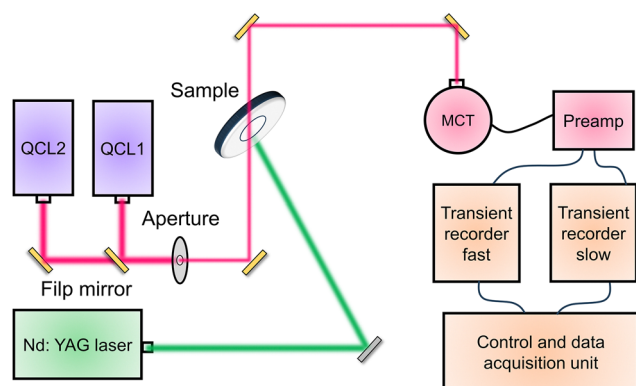 Sample
MCT
Preamp
QCL2
QCL1
Aperture
Transient
recorder
fast
Transient
recorder
slow
Filp mirror
Nd: YAG laser
Control and data
acquisition unit